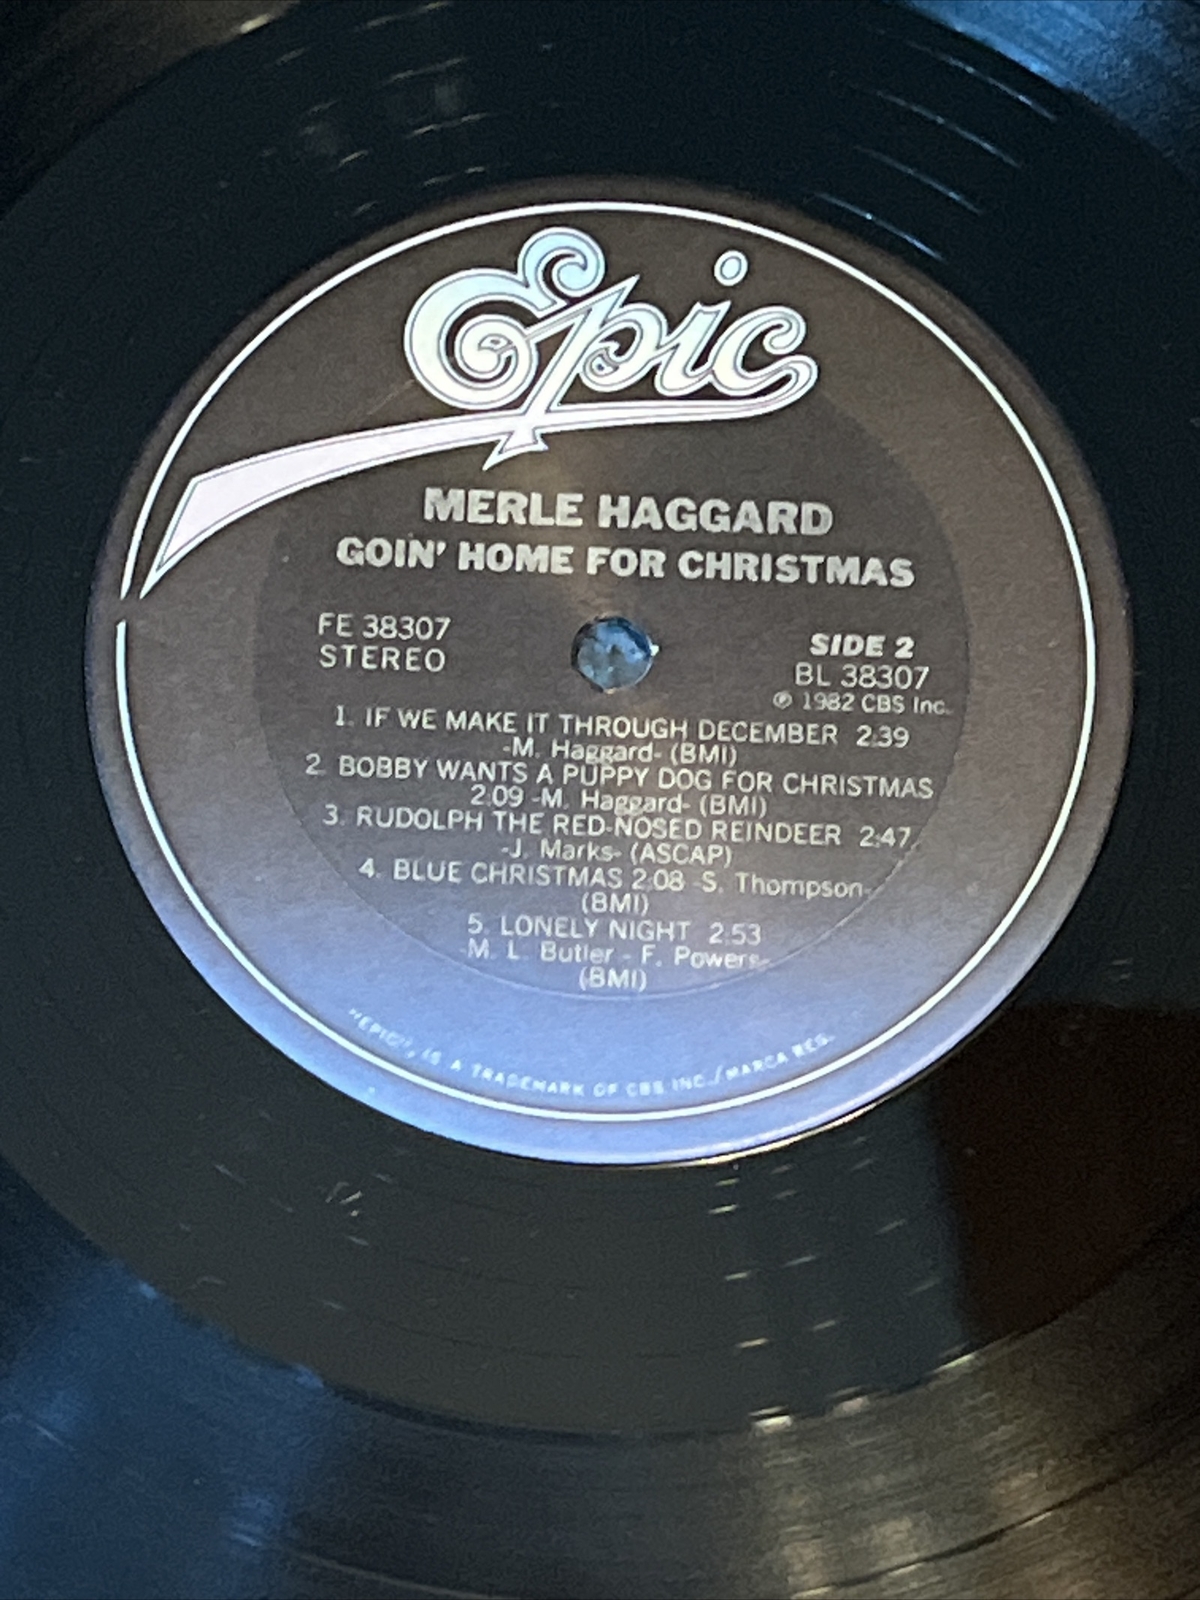 Epic
MERLE HAGGARD
GOIN' HOME FOR CHRISTMAS
FE 38307
STEREO
SIDE 2
BL 38307
℗ 1982 CBS Inc.
1. IF WE MAKE IT THROUGH DECEMBER 2:39
-M. Haggard- (BMI)
2. BOBBY WANTS A PUPPY DOG FOR CHRISTMAS
2:09 -M. Haggard- (BMI)
3. RUDOLPH THE RED-NOSED REINDEER 2:47
-J. Marks- (ASCAP)
4. BLUE CHRISTMAS 2:08 -S. Thompson-
(BMI)
5. LONELY NIGHT 2:53
-M. L. Butler - F. Powers-
(BMI)
"EPIC", IS A TRADEMARK OF CBS INC./MARCA REG.